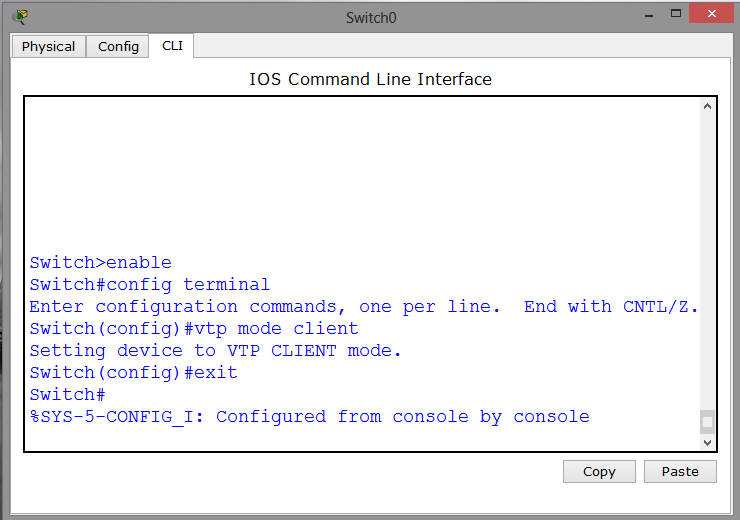 Switch0
Physical Config CLI
IOS Command Line Interface
Switch>enable
Switch#config terminal
Enter configuration commands, one per line.  End with CNTL/Z.
Switch(config)#vtp mode client
Setting device to VTP CLIENT mode.
Switch(config)#exit
Switch#
%SYS-5-CONFIG_I: Configured from console by console
Copy Paste